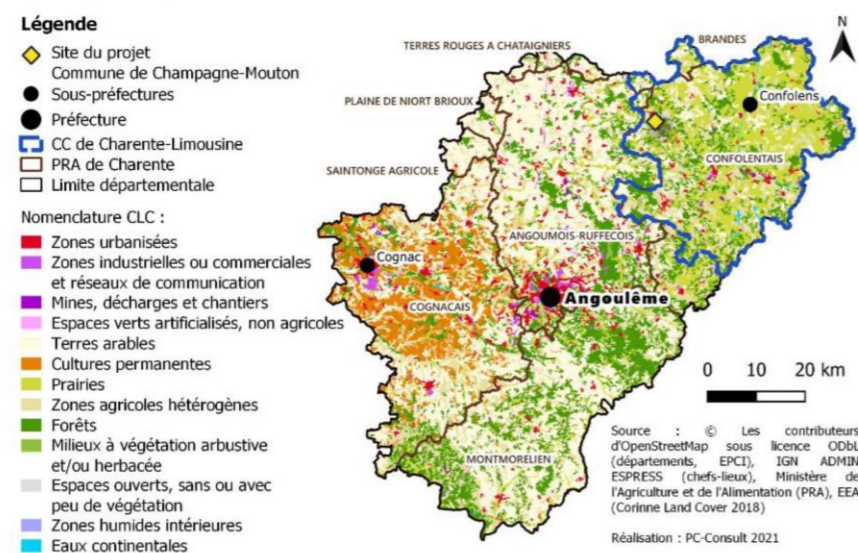 Légende
Site du projet
Commune de Champagne-Mouton
Sous-préfectures
Préfecture
CC de Charente-Limousine
PRA de Charente
Limite départementale
Nomenclature CLC :
Zones urbanisées
Zones industrielles ou commerciales
et réseaux de communication
Mines, décharges et chantiers
Espaces verts artificialisés, non agricoles
Terres arables
Cultures permanentes
Prairies
Zones agricoles hétérogènes
Forêts
Milieux à végétation arbustive
et/ou herbacée
Espaces ouverts, sans ou avec
peu de végétation
Zones humides intérieures
Eaux continentales
N
BRANDES
TERRES ROUGES A CHATAIGNIERS
PLAINE DE NIORT BRIOUX
Confolens
CONFOLENTAIS
SAINTONGE AGRICOLE
ANGOUMOIS-RUFFECOIS
Cognac
COGNACAIS
Angoulême
MONTMORELIEN
0 10 20 km
Source : © Les contributeurs
d'OpenStreetMap sous licence ODbL
(départements, EPCI), IGN ADMIN
ESPRESS (chefs-lieux), Ministère de
l'Agriculture et de l'Alimentation (PRA), EEA
(Corinne Land Cover 2018)
Réalisation : PC-Consult 2021